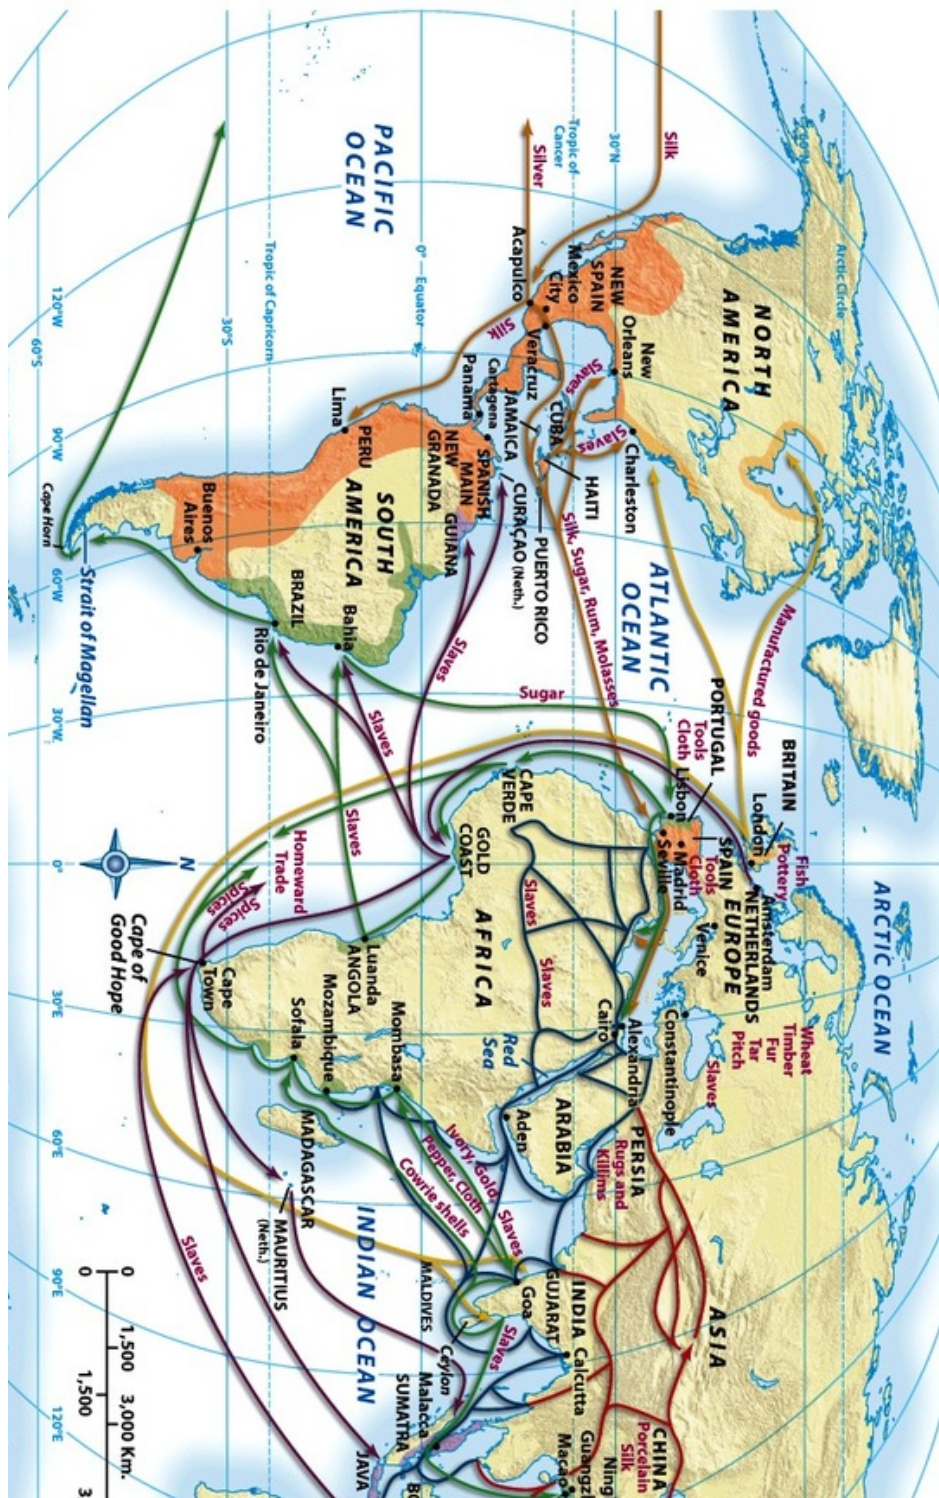 ARCTIC OCEAN
Arctic Circle
60°N
NORTH
AMERICA
Manufactured goods
BRITAIN
London
Fish
Pottery
Amsterdam
NETHERLANDS
EUROPE
Wheat
Timber
Fur
Tar
Pitch
ASIA
Silk
30°N
Tropic of
Cancer
Silver
NEW
SPAIN
Mexico
City
Acapulco
Veracruz
New
Orleans
Slaves
Slaves
Charleston
CUBA
HAITI
JAMAICA
PUERTO RICO
CURAÇAO (Neth.)
Cartagena
Panama
Silk
ATLANTIC
OCEAN
Silk, Sugar, Rum, Molasses
PORTUGAL
Tools
Cloth
Lisbon
SPAIN
Tools
Cloth
Madrid
Seville
Venice
Constantinople
Slaves
Alexandria
Cairo
PERSIA
Rugs and
Killims
ARABIA
Aden
Red
Sea
CHINA
Porcelain
Silk
Ning
Guangz
Macao
INDIA
Calcutta
GUJARAT
Goa
Slaves
Ceylon
MALDIVES
Malacca
SUMATRA
JAVA
BO
PACIFIC
OCEAN
0°—Equator
Lima
PERU
NEW
GRANADA
SPANISH
MAIN
GUIANA
SOUTH
AMERICA
BRAZIL
Bahia
Rio de Janeiro
Buenos
Aires
Sugar
Slaves
Slaves
Slaves
CAPE
VERDE
GOLD
COAST
AFRICA
Slaves
Slaves
Luanda
ANGOLA
Mombasa
Mozambique
Sofala
Ivory, Gold
Slaves
Pepper, Cloth
Cowrie shells
MADAGASCAR
MAURITIUS
(Neth.)
INDIAN OCEAN
Slaves
Homeward
Trade
Spices
Spices
Cape
Town
Cape of
Good Hope
Tropic of Capricorn
30°S
60°S
Cape Horn
Strait of Magellan
120°W
90°W
60°W
30°W
0°
30°E
60°E
90°E
120°E
N
0
1,500
3,000 Km.
0
1,500
3